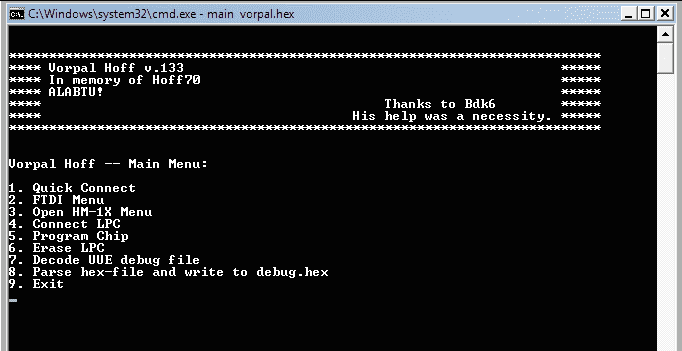 C:\Windows\system32\cmd.exe - main vorpal.hex
**************************************************************************
**** Vorpal Hoff v.133 *****
**** In memory of Hoff70 *****
**** ALABTU! *****
**** Thanks to Bdk6 *****
**** His help was a necessity. *****
**************************************************************************
Vorpal Hoff -- Main Menu:
1. Quick Connect
2. FTDI Menu
3. Open HM-1X Menu
4. Connect LPC
5. Program Chip
6. Erase LPC
7. Decode UUE debug file
8. Parse hex-file and write to debug.hex
9. Exit